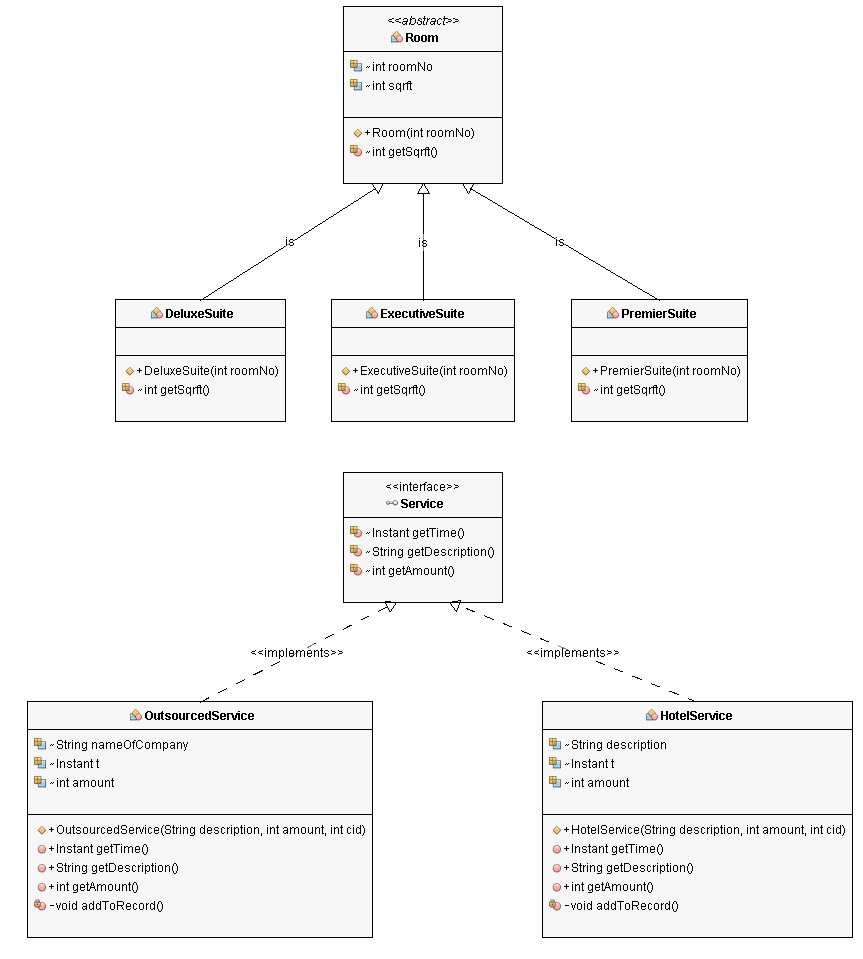 <<abstract>>
Room
~int roomNo
~int sqrft
+Room(int roomNo)
~int getSqrft()
is
is
is
DeluxeSuite
+DeluxeSuite(int roomNo)
~int getSqrft()
ExecutiveSuite
+ExecutiveSuite(int roomNo)
~int getSqrft()
PremierSuite
+PremierSuite(int roomNo)
~int getSqrft()
<<interface>>
Service
~Instant getTime()
~String getDescription()
~int getAmount()
<<implements>>
<<implements>>
OutsourcedService
~String nameOfCompany
~Instant t
~int amount
+OutsourcedService(String description, int amount, int cid)
+Instant getTime()
+String getDescription()
+int getAmount()
-void addToRecord()
HotelService
~String description
~Instant t
~int amount
+HotelService(String description, int amount, int cid)
+Instant getTime()
+String getDescription()
+int getAmount()
-void addToRecord()